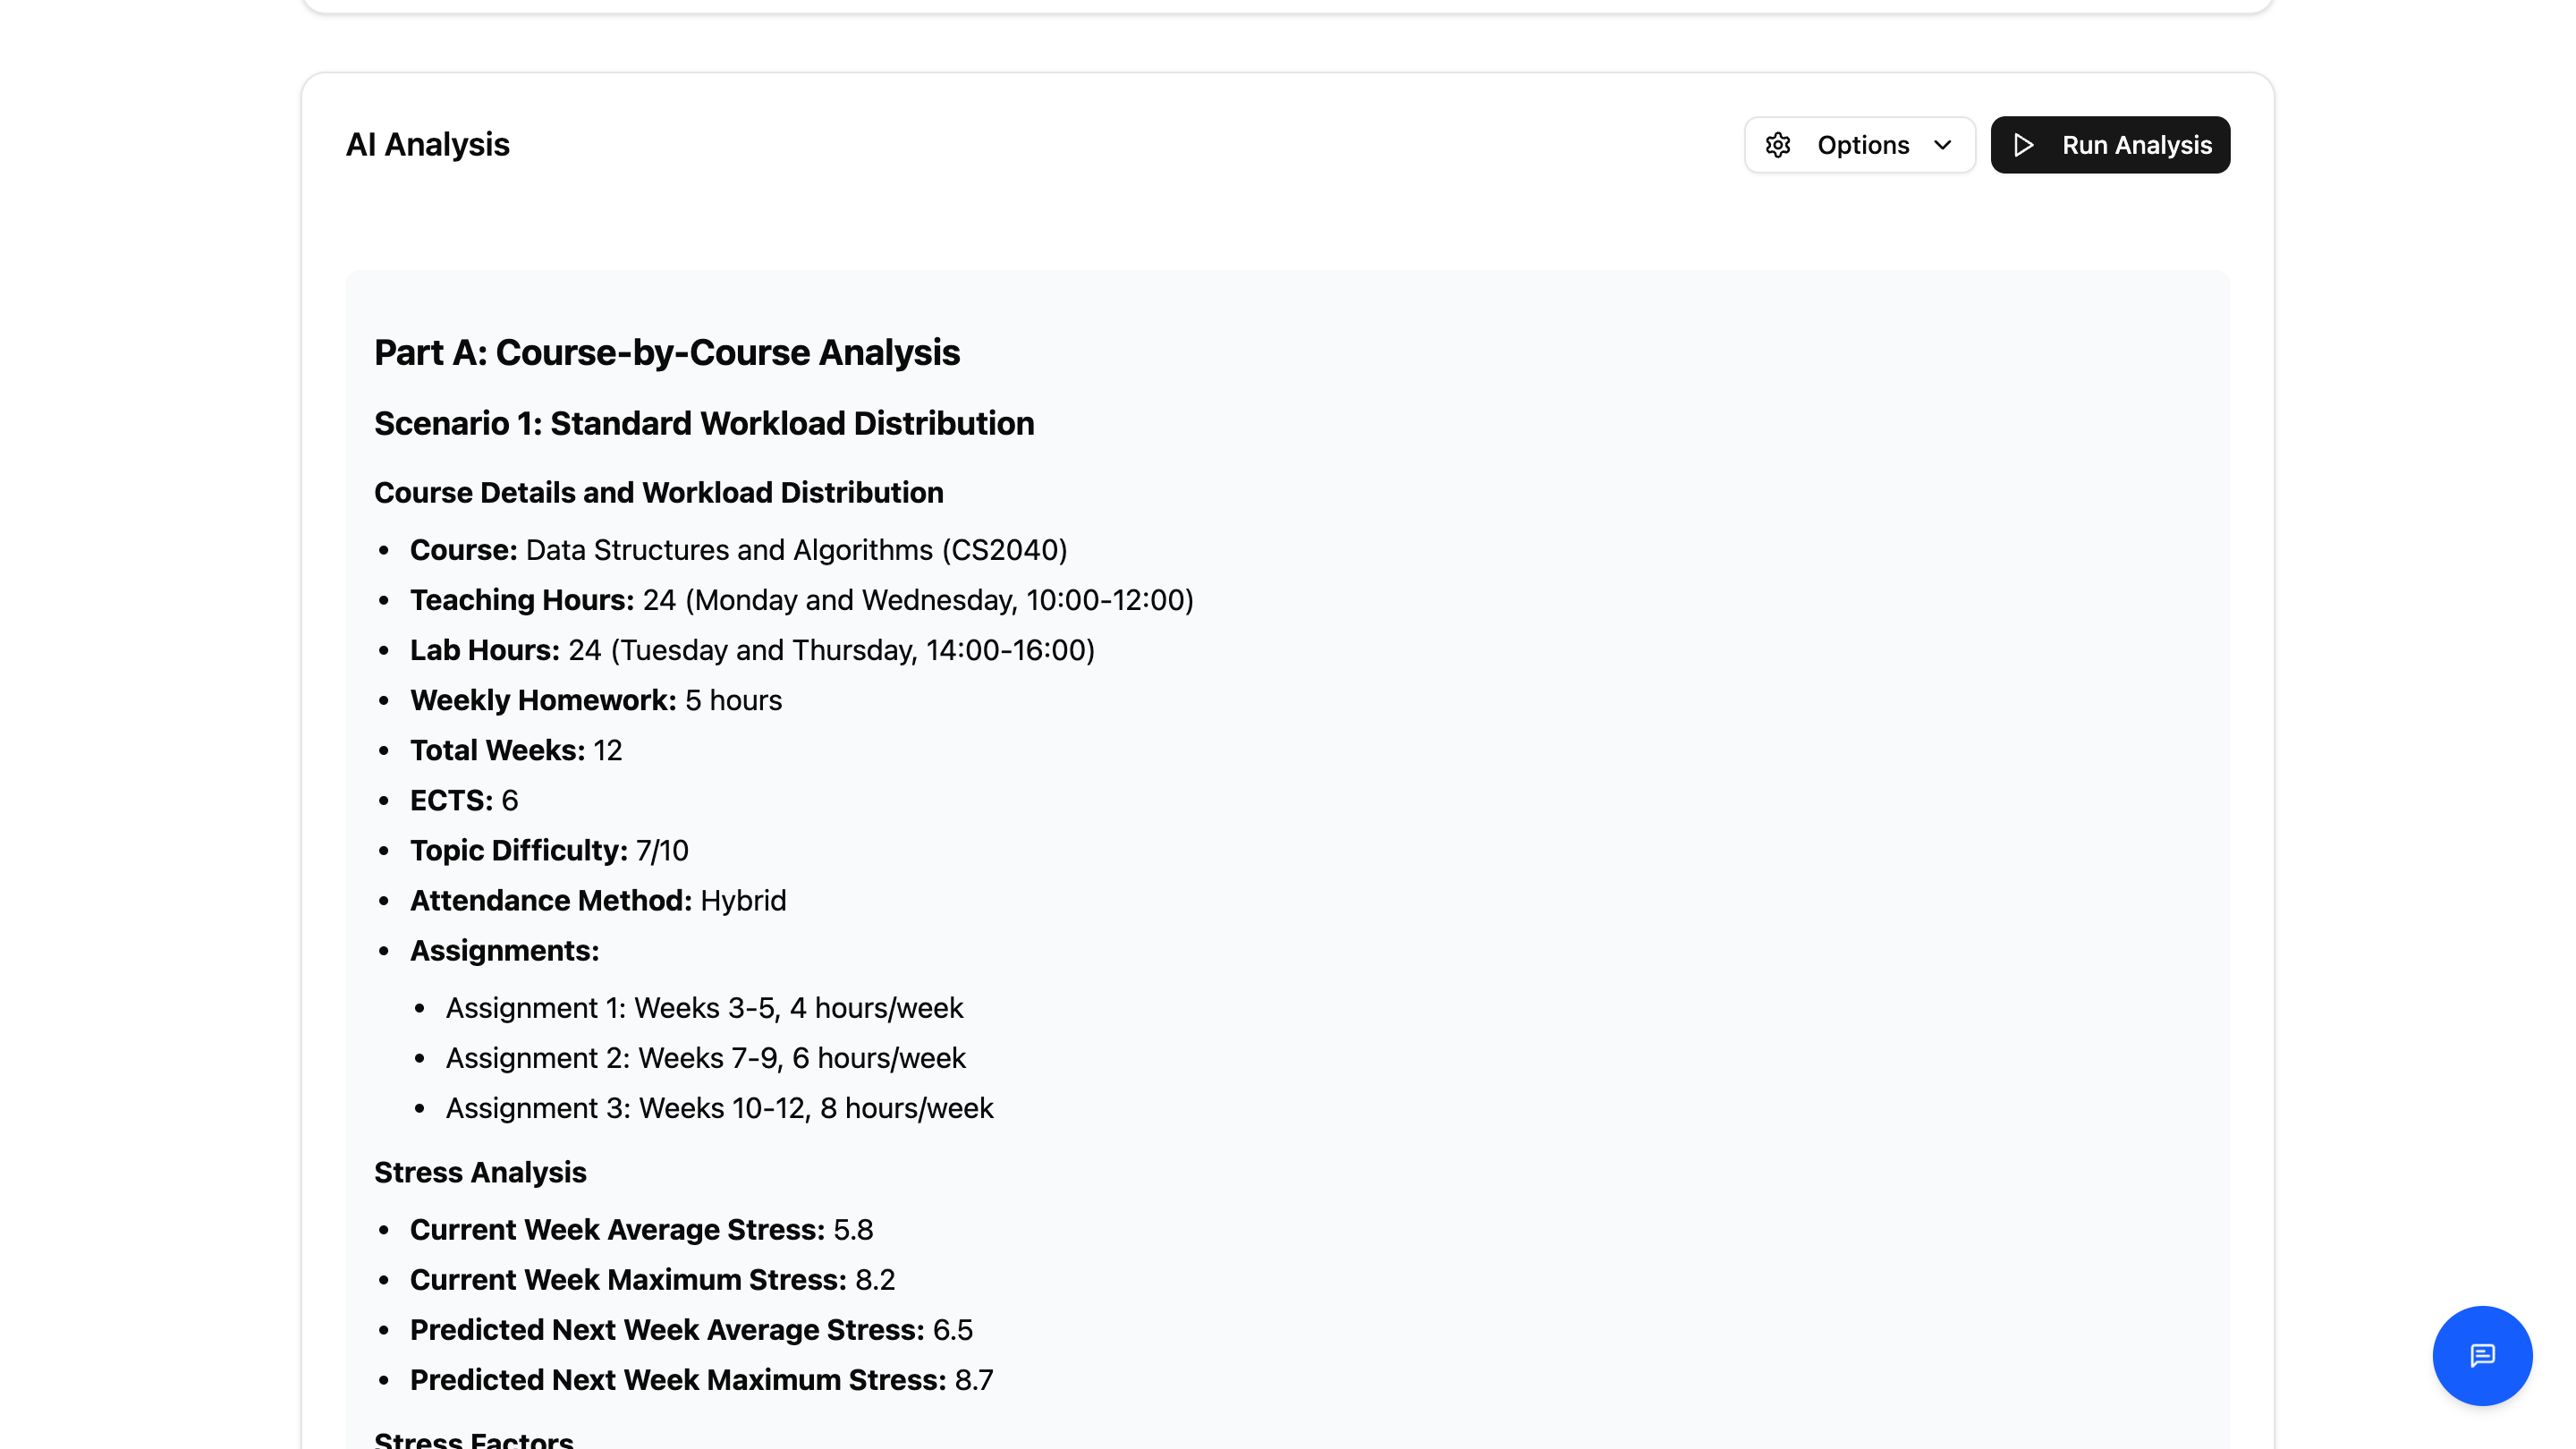 AI Analysis
Options
Run Analysis
Part A: Course-by-Course Analysis
Scenario 1: Standard Workload Distribution
Course Details and Workload Distribution
• Course: Data Structures and Algorithms (CS2040)
• Teaching Hours: 24 (Monday and Wednesday, 10:00-12:00)
• Lab Hours: 24 (Tuesday and Thursday, 14:00-16:00)
• Weekly Homework: 5 hours
• Total Weeks: 12
• ECTS: 6
• Topic Difficulty: 7/10
• Attendance Method: Hybrid
• Assignments:
• Assignment 1: Weeks 3-5, 4 hours/week
• Assignment 2: Weeks 7-9, 6 hours/week
• Assignment 3: Weeks 10-12, 8 hours/week
Stress Analysis
• Current Week Average Stress: 5.8
• Current Week Maximum Stress: 8.2
• Predicted Next Week Average Stress: 6.5
• Predicted Next Week Maximum Stress: 8.7
Stress Factors